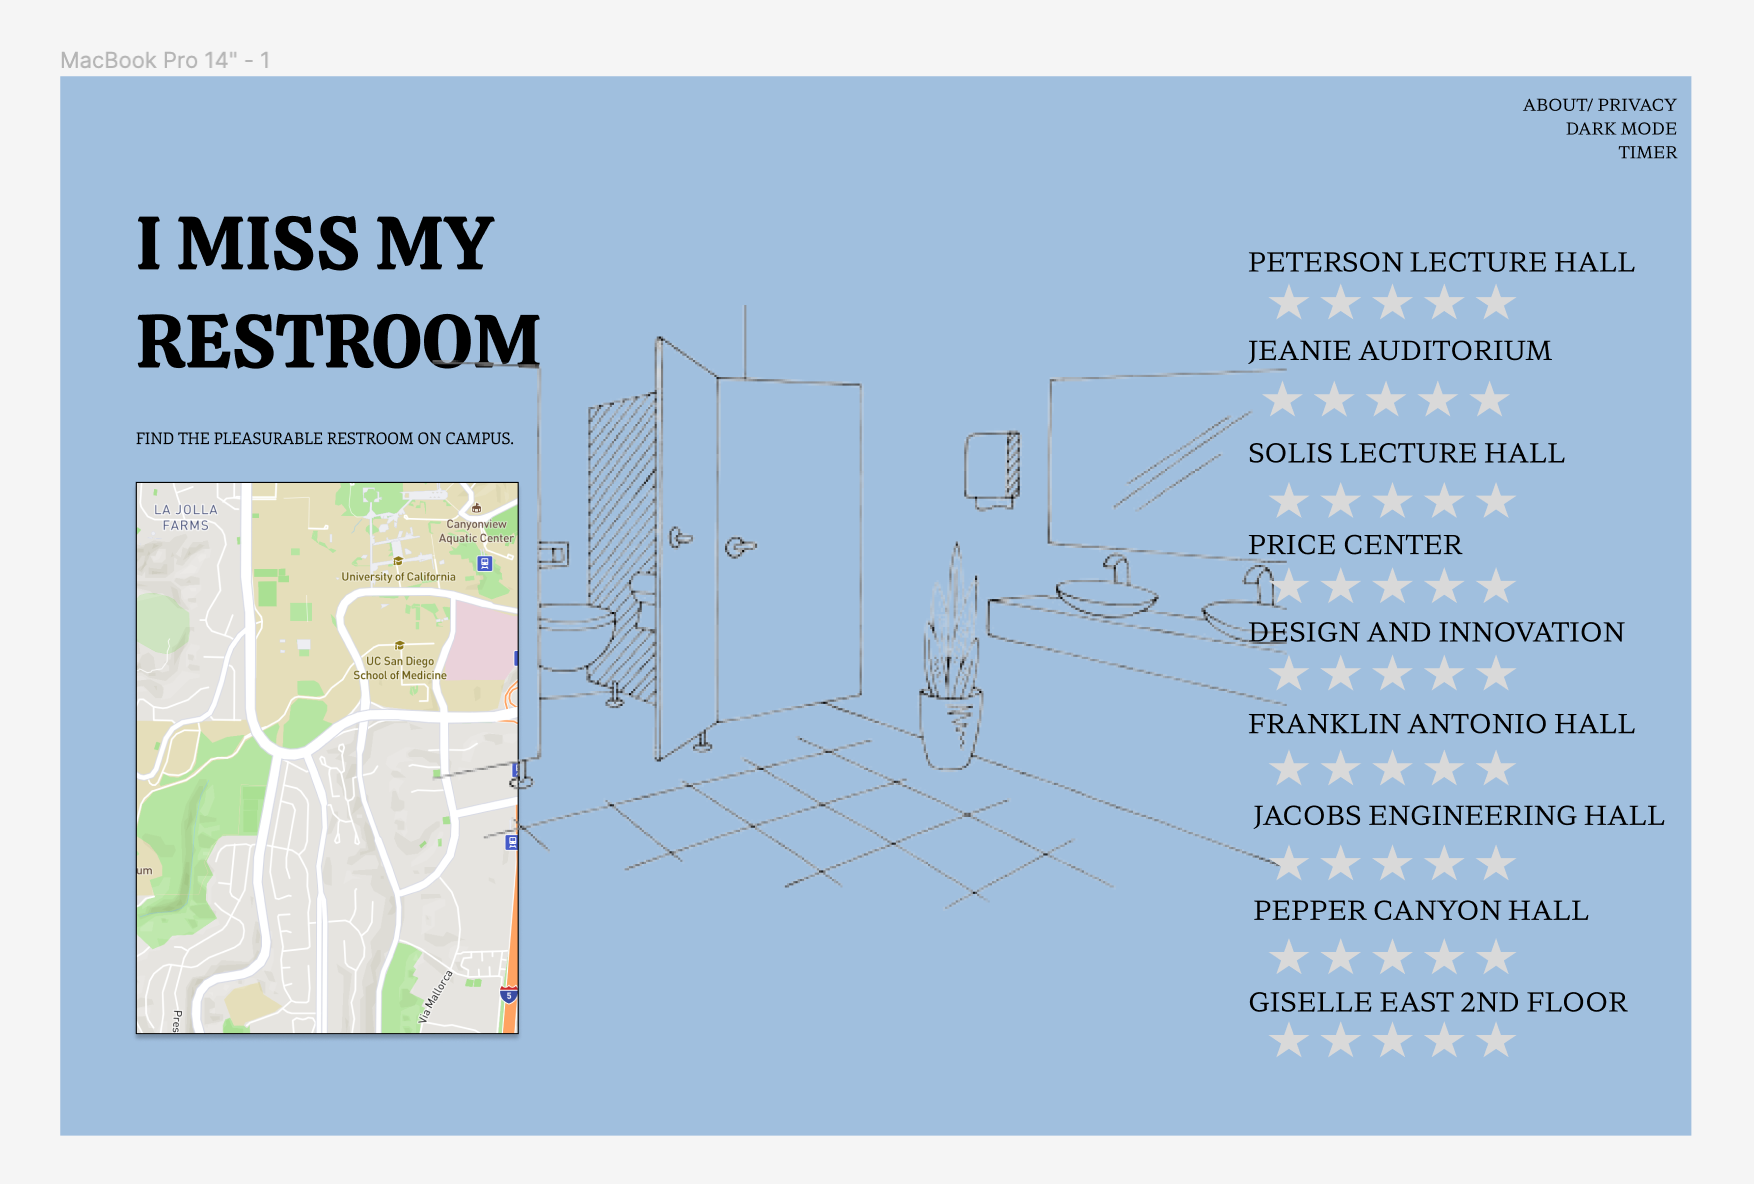 MacBook Pro 14" - 1
ABOUT/ PRIVACY
DARK MODE
TIMER
I MISS MY
RESTROOM
FIND THE PLEASURABLE RESTROOM ON CAMPUS.
LA JOLLA
FARMS
Canyonview
Aquatic Center
University of California
UC San Diego
School of Medicine
um
Via Mallorca
5
Pres
PETERSON LECTURE HALL
JEANIE AUDITORIUM
SOLIS LECTURE HALL
PRICE CENTER
DESIGN AND INNOVATION
FRANKLIN ANTONIO HALL
JACOBS ENGINEERING HALL
PEPPER CANYON HALL
GISELLE EAST 2ND FLOOR